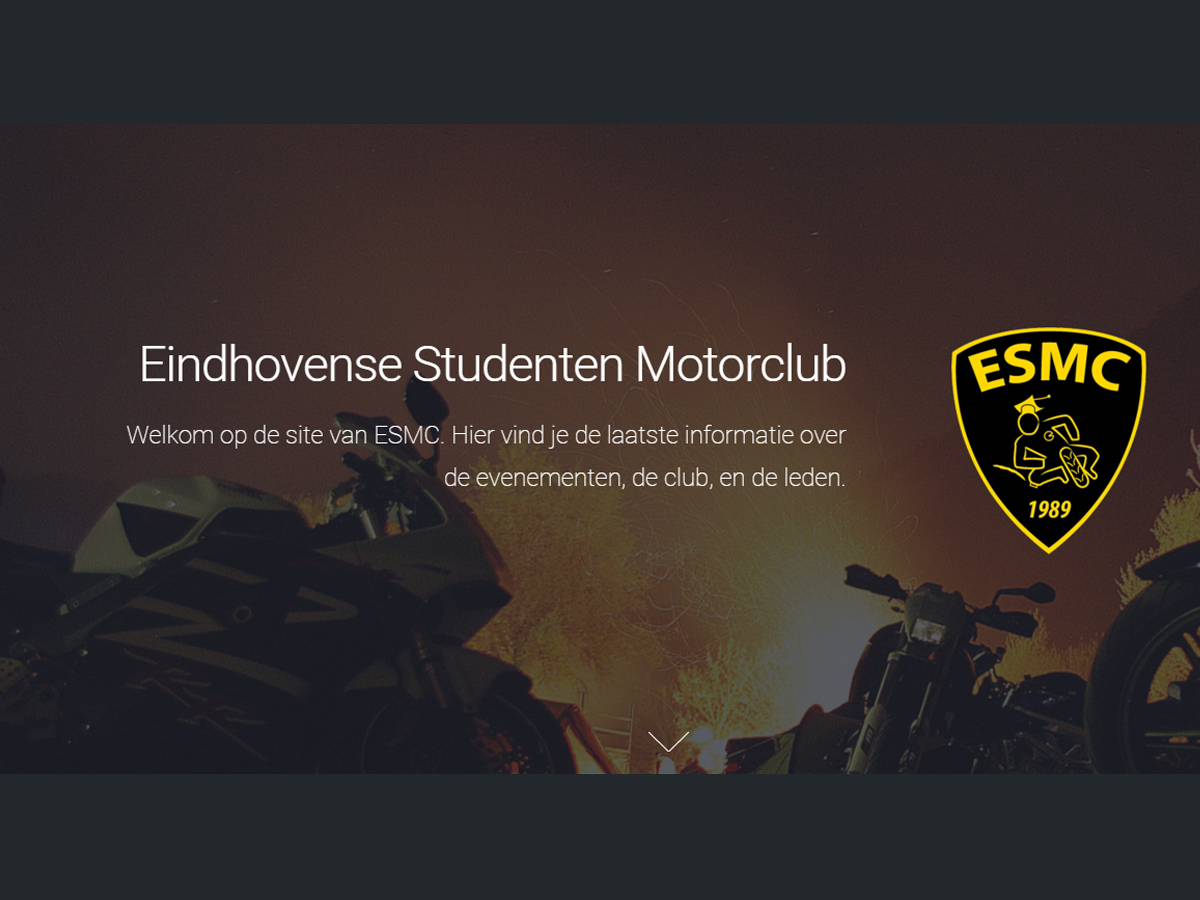 Eindhovense Studenten Motorclub
Welkom op de site van ESMC. Hier vind je de laatste informatie over
de evenementen, de club, en de leden.
ESMC
1989